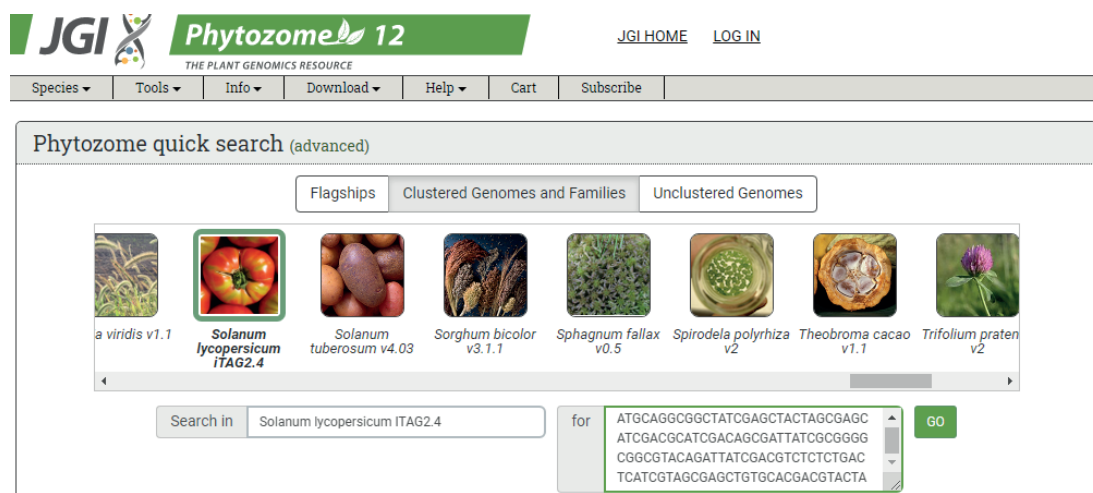 JGI Phytozome 12
THE PLANT GENOMICS RESOURCE
JGI HOME LOG IN
Species Tools Info Download Help Cart Subscribe
Phytozome quick search (advanced)
Flagships Clustered Genomes and Families Unclustered Genomes
a viridis v1.1
Solanum
lycopersicum
iTAG2.4
Solanum
tuberosum v4.03
Sorghum bicolor
v3.1.1
Sphagnum fallax
v0.5
Spirodela polyrhiza
v2
Theobroma cacao
v1.1
Trifolium praten
v2
Search in Solanum lycopersicum ITAG2.4
for
ATGCAGGCGGCTATCGAGCTACTAGCGAGC
ATCGACGCATCGACAGCGATTATCGCGGGG
CGGCGTACAGATTATCGACGTCTCTCTGAC
TCATCGTAGCGAGCTGTGCACGACGTACTA
GO